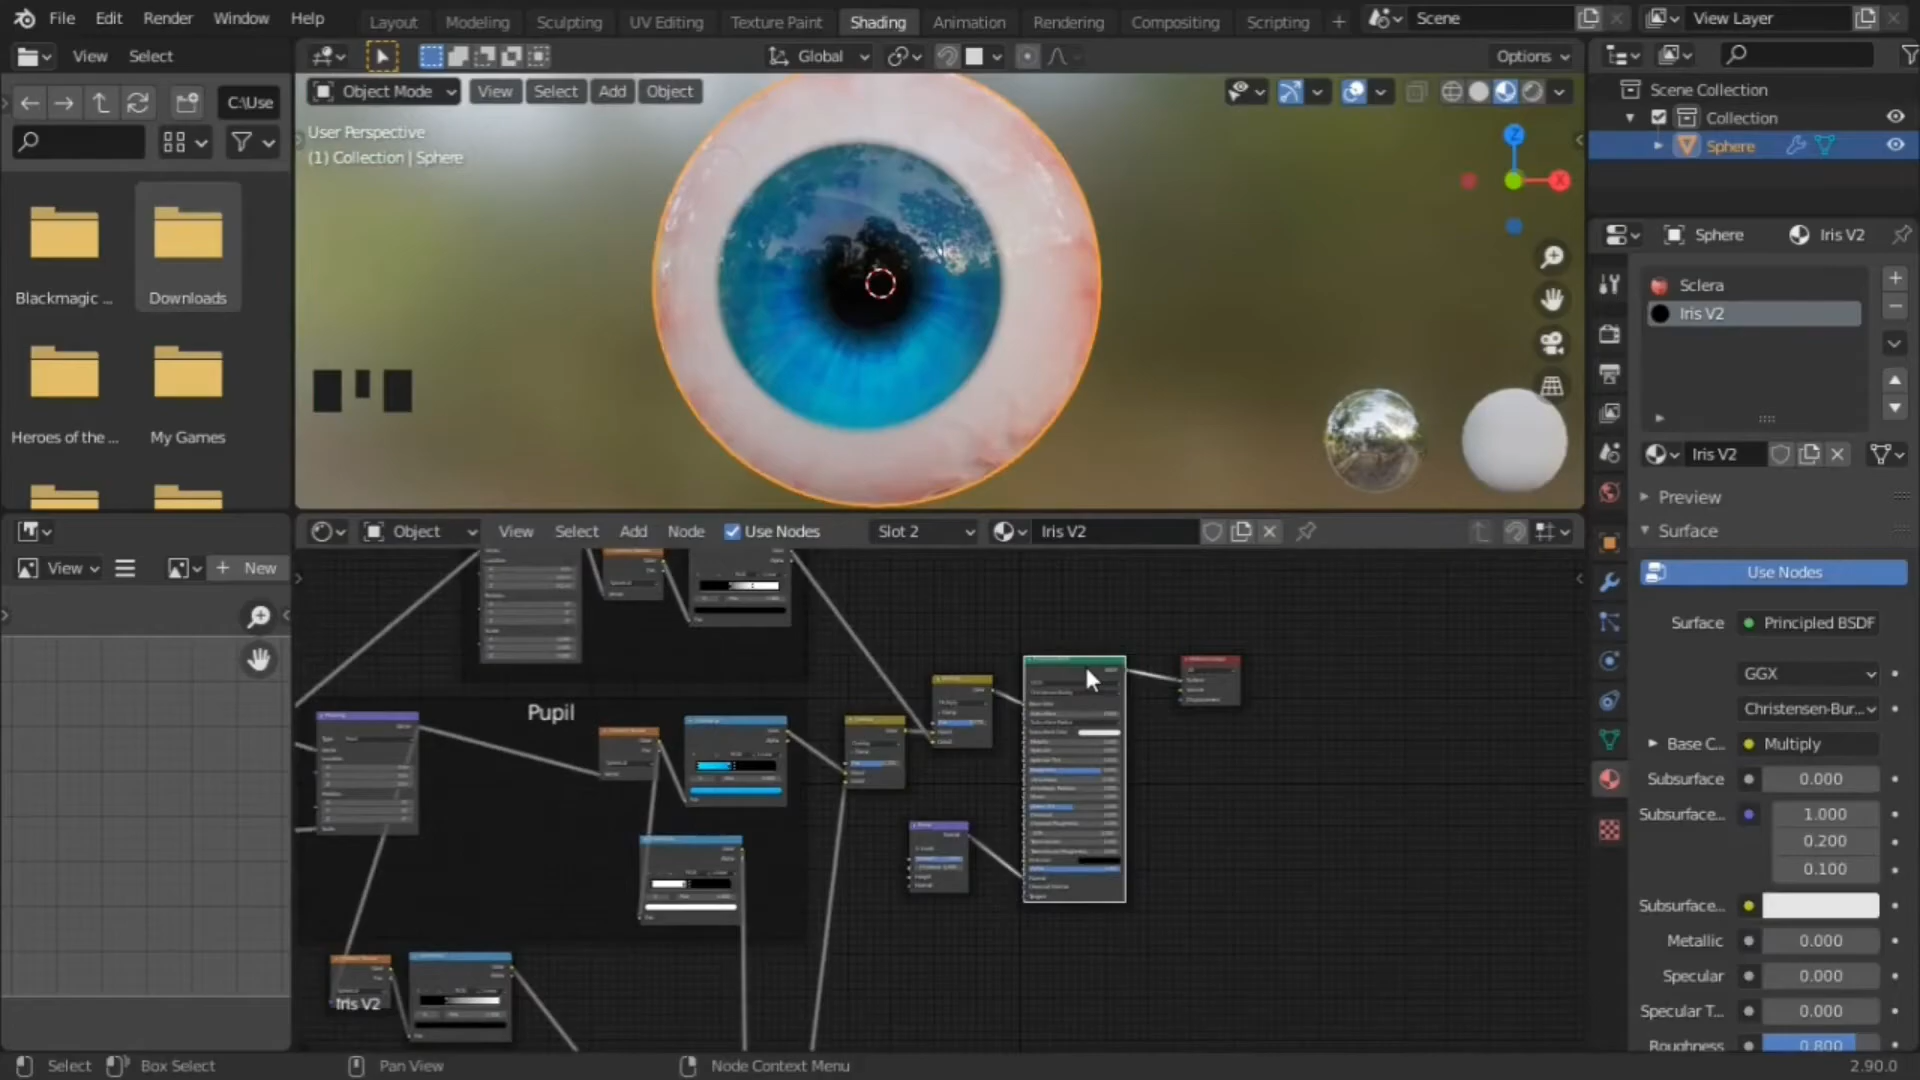 File Edit Render Window Help Layout Modeling Sculpting UV Editing Texture Paint Shading Animation Rendering Compositing Scripting + Scene View Layer
View Select Global Options
C:\Use Object Mode View Select Add Object
User Perspective
(1) Collection | Sphere
Z
X
Blackmagic ... Downloads
Heroes of the ... My Games
Scene Collection
Collection
Sphere
Sphere Iris V2
Sclera
Iris V2
Iris V2
Preview
Surface
Use Nodes
Surface Principled BSDF
GGX
Christensen-Bur...
Base C... Multiply
Subsurface 0.000
Subsurface... 1.000
0.200
0.100
Subsurface...
Metallic 0.000
Specular 0.000
Specular T... 0.000
Roughness 0.800
Object View Select Add Node Use Nodes Slot 2 Iris V2
View New
Pupil
Iris V2
Select Box Select Pan View Node Context Menu 2.90.0